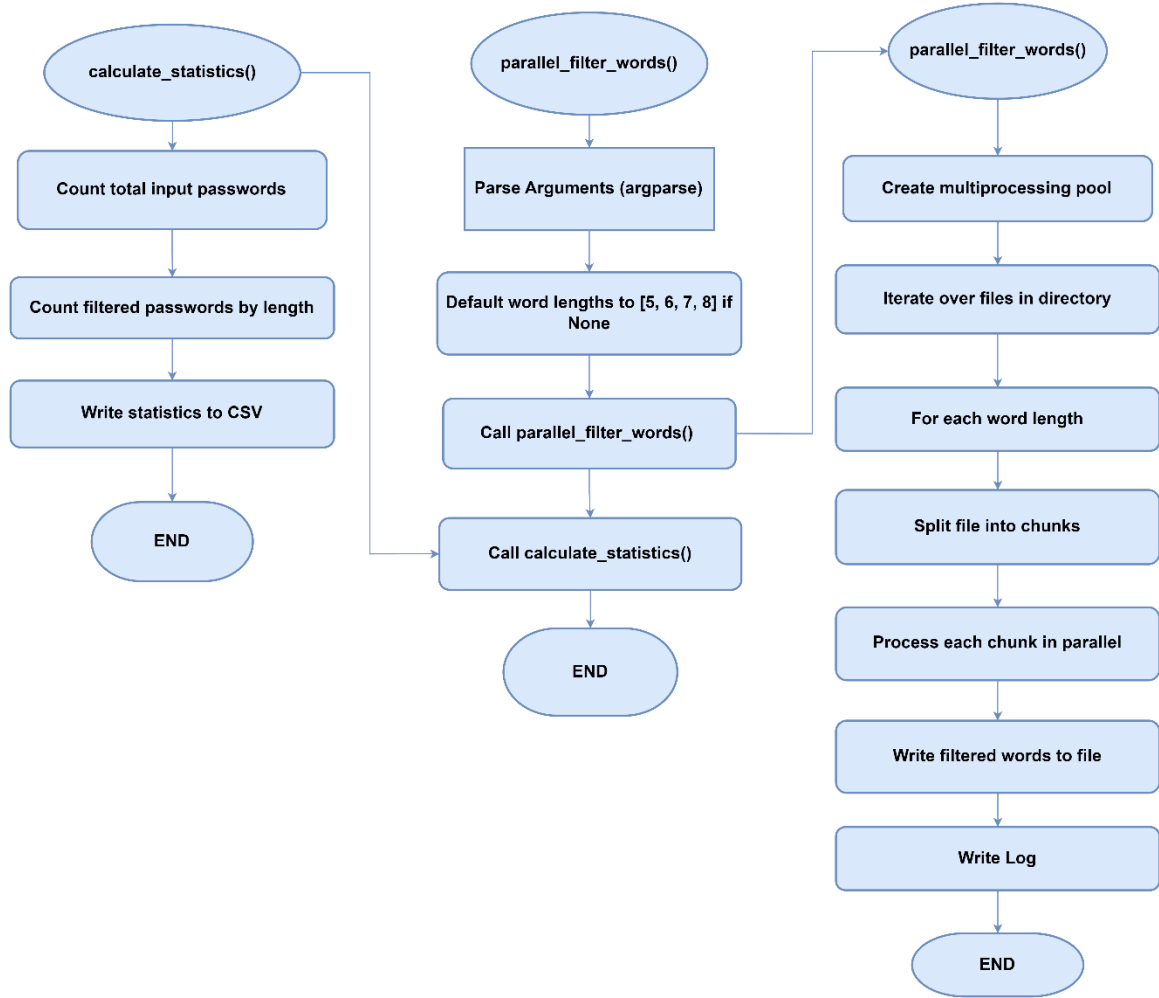 calculate_statistics()
Count total input passwords
Count filtered passwords by length
Write statistics to CSV
END
parallel_filter_words()
Parse Arguments (argparse)
Default word lengths to [5, 6, 7, 8] if
None
Call parallel_filter_words()
Call calculate_statistics()
END
parallel_filter_words()
Create multiprocessing pool
Iterate over files in directory
For each word length
Split file into chunks
Process each chunk in parallel
Write filtered words to file
Write Log
END